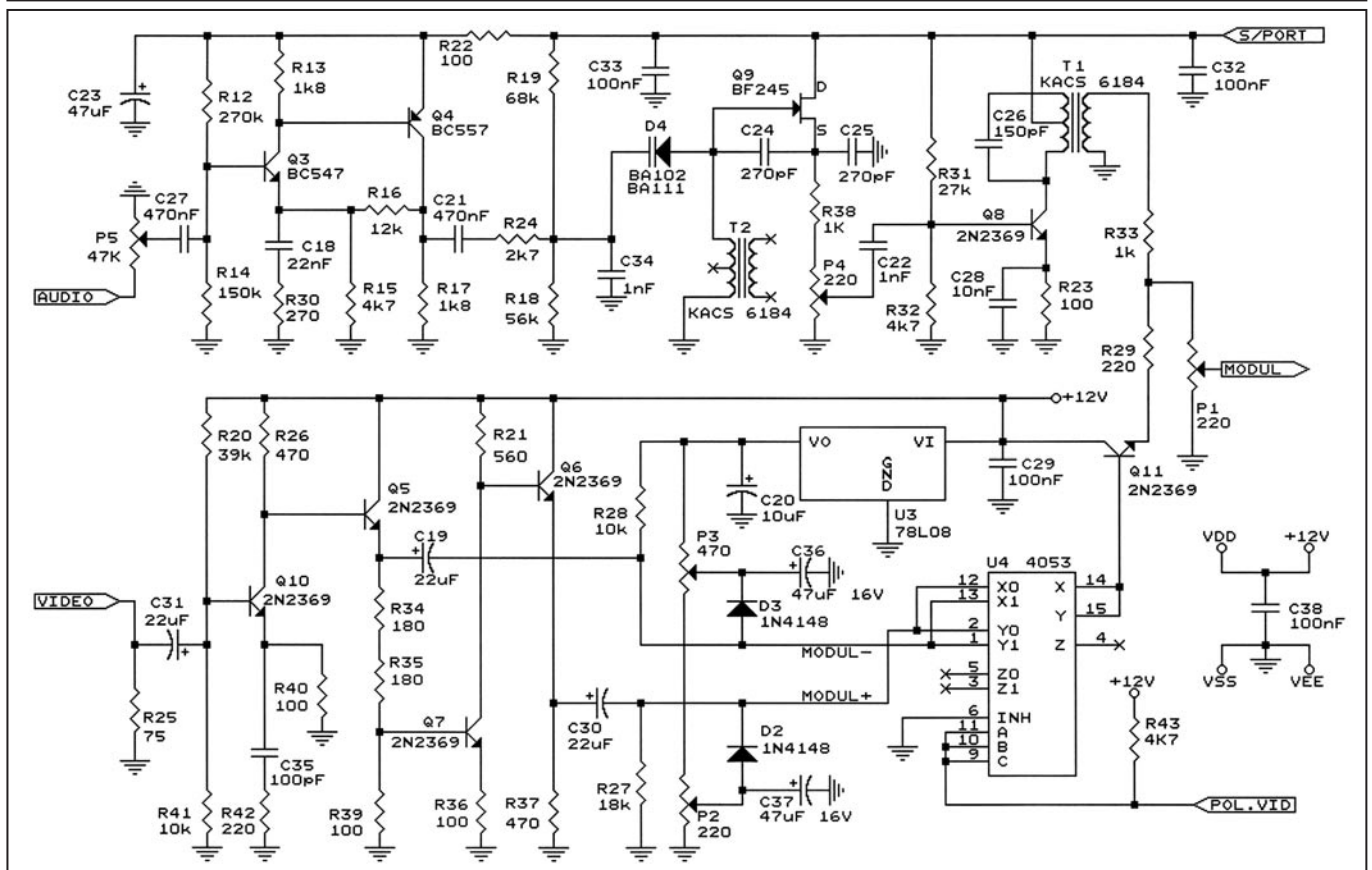 S/PORT
R22
100
C23
47uF
R12
270k
R13
1k8
Q4
BC557
R19
68k
C33
100nF
Q9
BF245
D
S
T1
KACS 6184
C32
100nF
C26
150pF
Q3
BC547
D4
BA102
BA111
C24
270pF
C25
270pF
R31
27k
C27
470nF
P5
47K
R16
12k
C21
470nF
R24
2k7
T2
KACS 6184
R38
1K
Q8
2N2369
R33
1k
AUDIO
R14
150k
C18
22nF
R30
270
R15
4k7
R17
1k8
R18
56k
C34
1nF
P4
220
C22
1nF
R32
4k7
C28
10nF
R23
100
R29
220
MODUL
P1
220
+12V
R20
39k
R26
470
Q5
2N2369
R21
560
Q6
2N2369
R28
10k
+
C20
10uF
VO
VI
GND
U3
78L08
C29
100nF
Q11
2N2369
C19
22uF
P3
470
C36
47uF 16V
D3
1N4148
U4 4053
VDD
+12V
C38
100nF
VSS
VEE
VIDEO
C31
22uF
Q10
2N2369
R34
180
R35
180
MODUL-
MODUL+
12 X0
13 X1
2 Y0
1 Y1
5 Z0
3 Z1
6 INH
11 A
10 B
9 C
X 14
Y 15
Z 4
+12V
R43
4K7
POL.VID
R25
75
R40
100
Q7
2N2369
C30
22uF
D2
1N4148
C35
100pF
R41
10k
R42
220
R39
100
R36
100
R37
470
R27
18k
P2
220
C37
47uF 16V